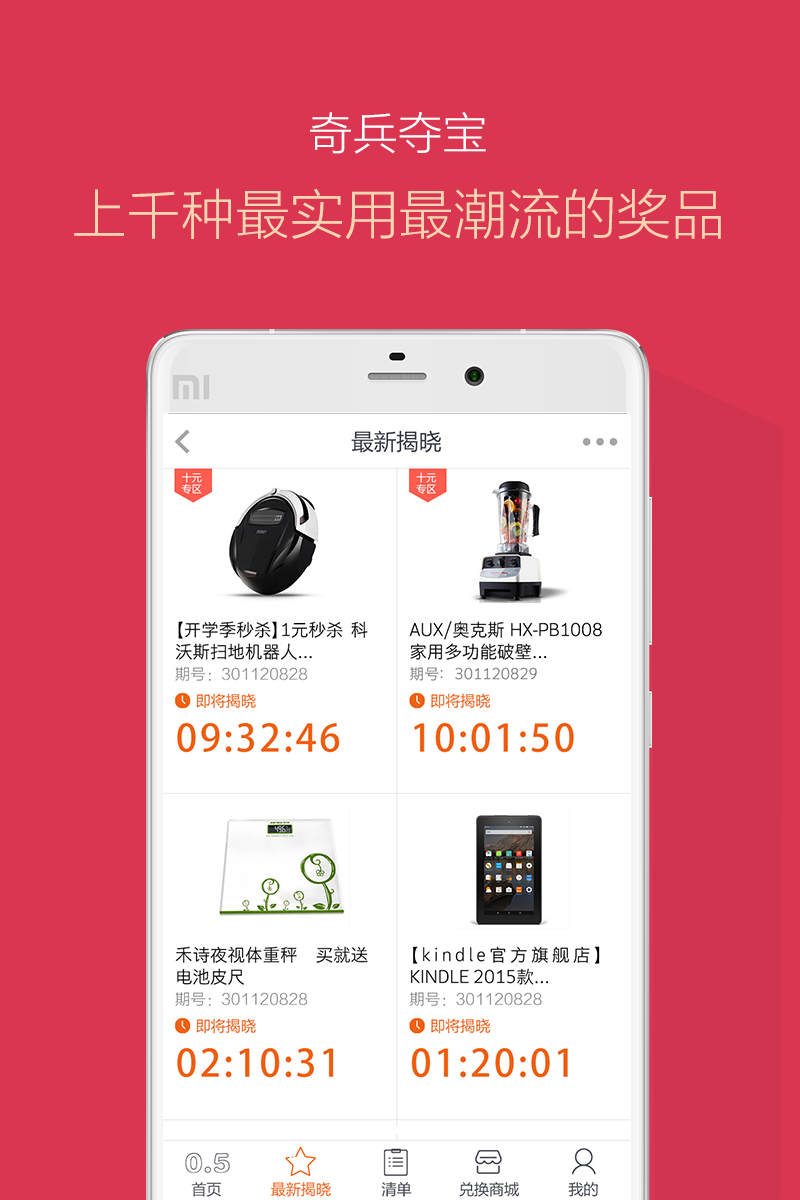 奇兵夺宝
上千种最实用最潮流的奖品
mi
最新揭晓
十元
专区
【开学季秒杀】1元秒杀 科
沃斯扫地机器人...
期号：301120828
即将揭晓
09:32:46
十元
专区
AUX/奥克斯 HX-PB1008
家用多功能破壁...
期号：301120829
即将揭晓
10:01:50
禾诗夜视体重秤 买就送
电池皮尺
期号：301120828
即将揭晓
02:10:31
【kindle官方旗舰店】
KINDLE 2015款...
期号：301120828
即将揭晓
01:20:01
0.5
首页
最新揭晓
清单
兑换商城
我的